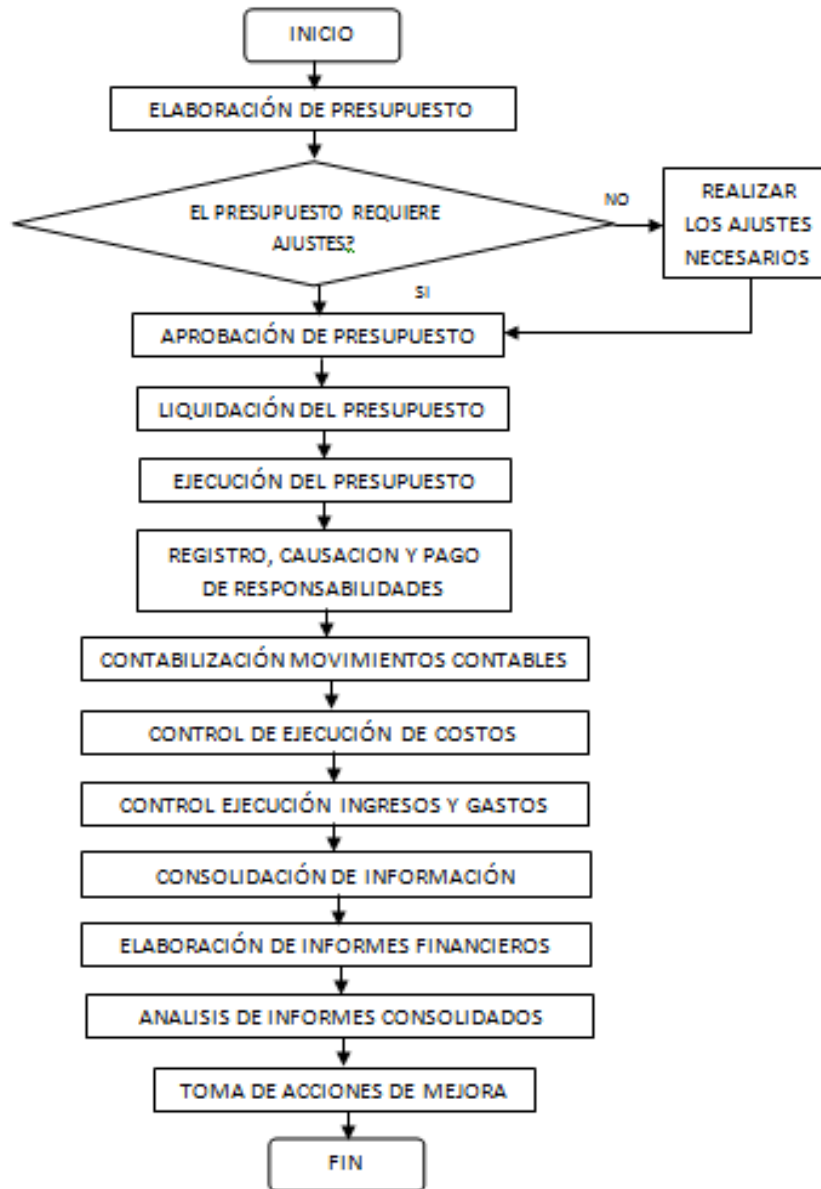 INICIO
ELABORACIÓN DE PRESUPUESTO
EL PRESUPUESTO REQUIERE
AJUSTES?
NO
REALIZAR
LOS AJUSTES
NECESARIOS
SI
APROBACIÓN DE PRESUPUESTO
LIQUIDACIÓN DEL PRESUPUESTO
EJECUCIÓN DEL PRESUPUESTO
REGISTRO, CAUSACION Y PAGO
DE RESPONSABILIDADES
CONTABILIZACIÓN MOVIMIENTOS CONTABLES
CONTROL DE EJECUCIÓN DE COSTOS
CONTROL EJECUCIÓN INGRESOS Y GASTOS
CONSOLIDACIÓN DE INFORMACIÓN
ELABORACIÓN DE INFORMES FINANCIEROS
ANALISIS DE INFORMES CONSOLIDADOS
TOMA DE ACCIONES DE MEJORA
FIN